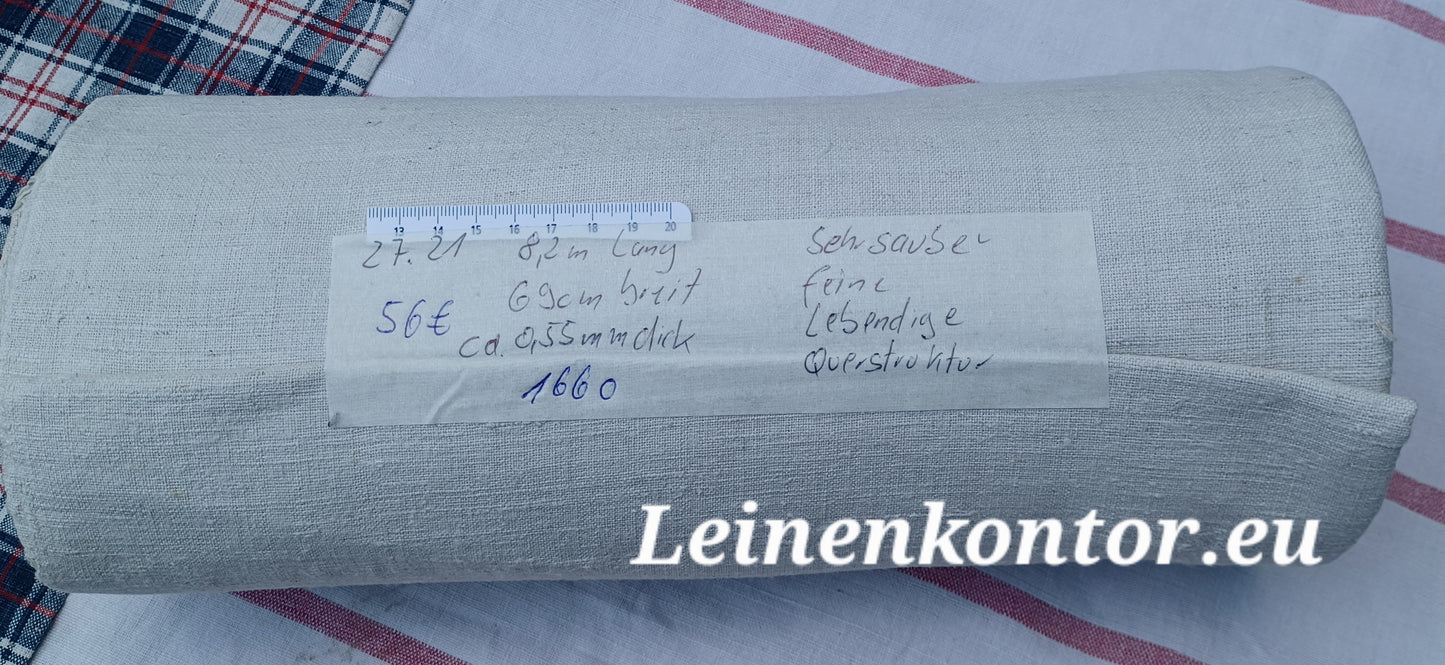 13 14 15 16 17 18 19 20
27.21 8,2m lang
69cm breit
56€
ca. 0,55mm dick
1660
Sehr sauber
feine
Lebendige
Querstruktur
Leinenkontor.eu